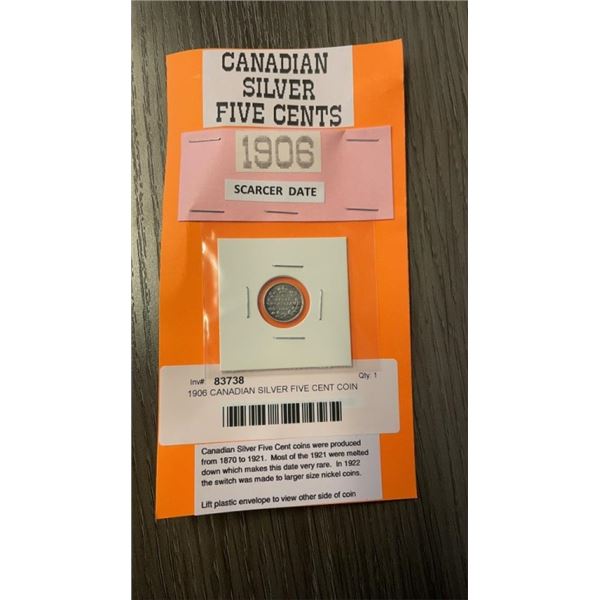 CANADIAN
SILVER
FIVE CENTS
1906
SCARCER DATE
Inv#: 83738
Qty: 1
1906 CANADIAN SILVER FIVE CENT COIN
Canadian Silver Five Cent coins were produced
from 1870 to 1921. Most of the 1921 were melted
down which makes this date very rare. In 1922
the switch was made to larger size nickel coins.
Lift plastic envelope to view other side of coin